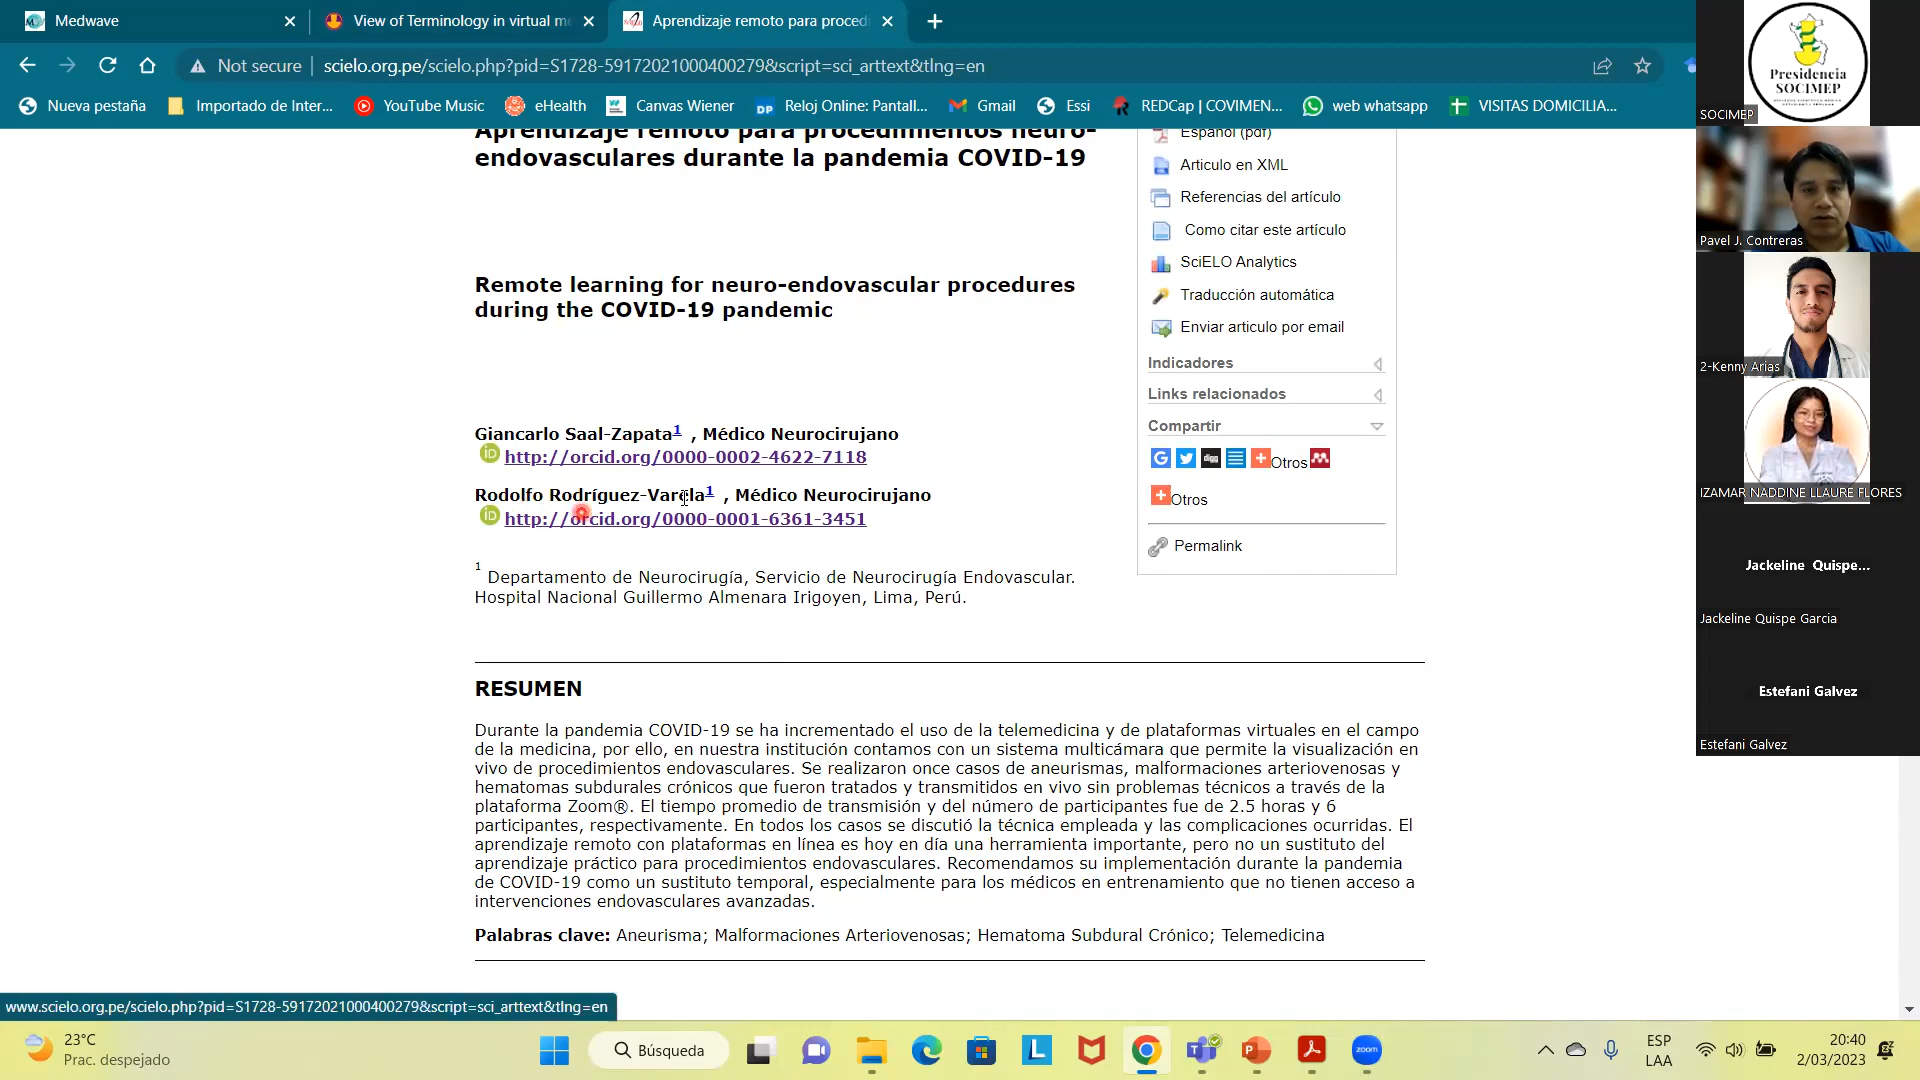 Medwave
View of Terminology in virtual me
Aprendizaje remoto para proced
Not secure
scielo.org.pe/scielo.php?pid=S1728-59172021000400279&script=sci_arttext&tlng=en
Nueva pestaña
Importado de Inter...
YouTube Music
eHealth
Canvas Wiener
DP
Reloj Online: Pantall...
Gmail
Essi
REDCap | COVIMEN...
web whatsapp
VISITAS DOMICILIA...
Aprendizaje remoto para procedimientos neuro-
endovasculares durante la pandemia COVID-19
Remote learning for neuro-endovascular procedures
during the COVID-19 pandemic
Giancarlo Saal-Zapata1 , Médico Neurocirujano
iD http://orcid.org/0000-0002-4622-7118
Rodolfo Rodríguez-Varela1 , Médico Neurocirujano
iD http://orcid.org/0000-0001-6361-3451
1 Departamento de Neurocirugía, Servicio de Neurocirugía Endovascular.
Hospital Nacional Guillermo Almenara Irigoyen, Lima, Perú.
Español (pdf)
Articulo en XML
Referencias del artículo
Como citar este artículo
SciELO Analytics
Traducción automática
Enviar articulo por email
Indicadores
Links relacionados
Compartir
digg
Otros
Otros
Permalink
RESUMEN
Durante la pandemia COVID-19 se ha incrementado el uso de la telemedicina y de plataformas virtuales en el campo
de la medicina, por ello, en nuestra institución contamos con un sistema multicámara que permite la visualización en
vivo de procedimientos endovasculares. Se realizaron once casos de aneurismas, malformaciones arteriovenosas y
hematomas subdurales crónicos que fueron tratados y transmitidos en vivo sin problemas técnicos a través de la
plataforma Zoom®. El tiempo promedio de transmisión y del número de participantes fue de 2.5 horas y 6
participantes, respectivamente. En todos los casos se discutió la técnica empleada y las complicaciones ocurridas. El
aprendizaje remoto con plataformas en línea es hoy en día una herramienta importante, pero no un sustituto del
aprendizaje práctico para procedimientos endovasculares. Recomendamos su implementación durante la pandemia
de COVID-19 como un sustituto temporal, especialmente para los médicos en entrenamiento que no tienen acceso a
intervenciones endovasculares avanzadas.
Palabras clave: Aneurisma; Malformaciones Arteriovenosas; Hematoma Subdural Crónico; Telemedicina
Presidencia
SOCIMEP
SOCIMEP
Pavel J. Contreras
2-Kenny Arias
IZAMAR NADDINE LLAURE FLORES
Jackeline Quispe...
Jackeline Quispe Garcia
Estefani Galvez
Estefani Galvez
www.scielo.org.pe/scielo.php?pid=S1728-59172021000400279&script=sci_arttext&tlng=en
23°C
Prac. despejado
Búsqueda
L
zoom
ESP
LAA
20:40
2/03/2023